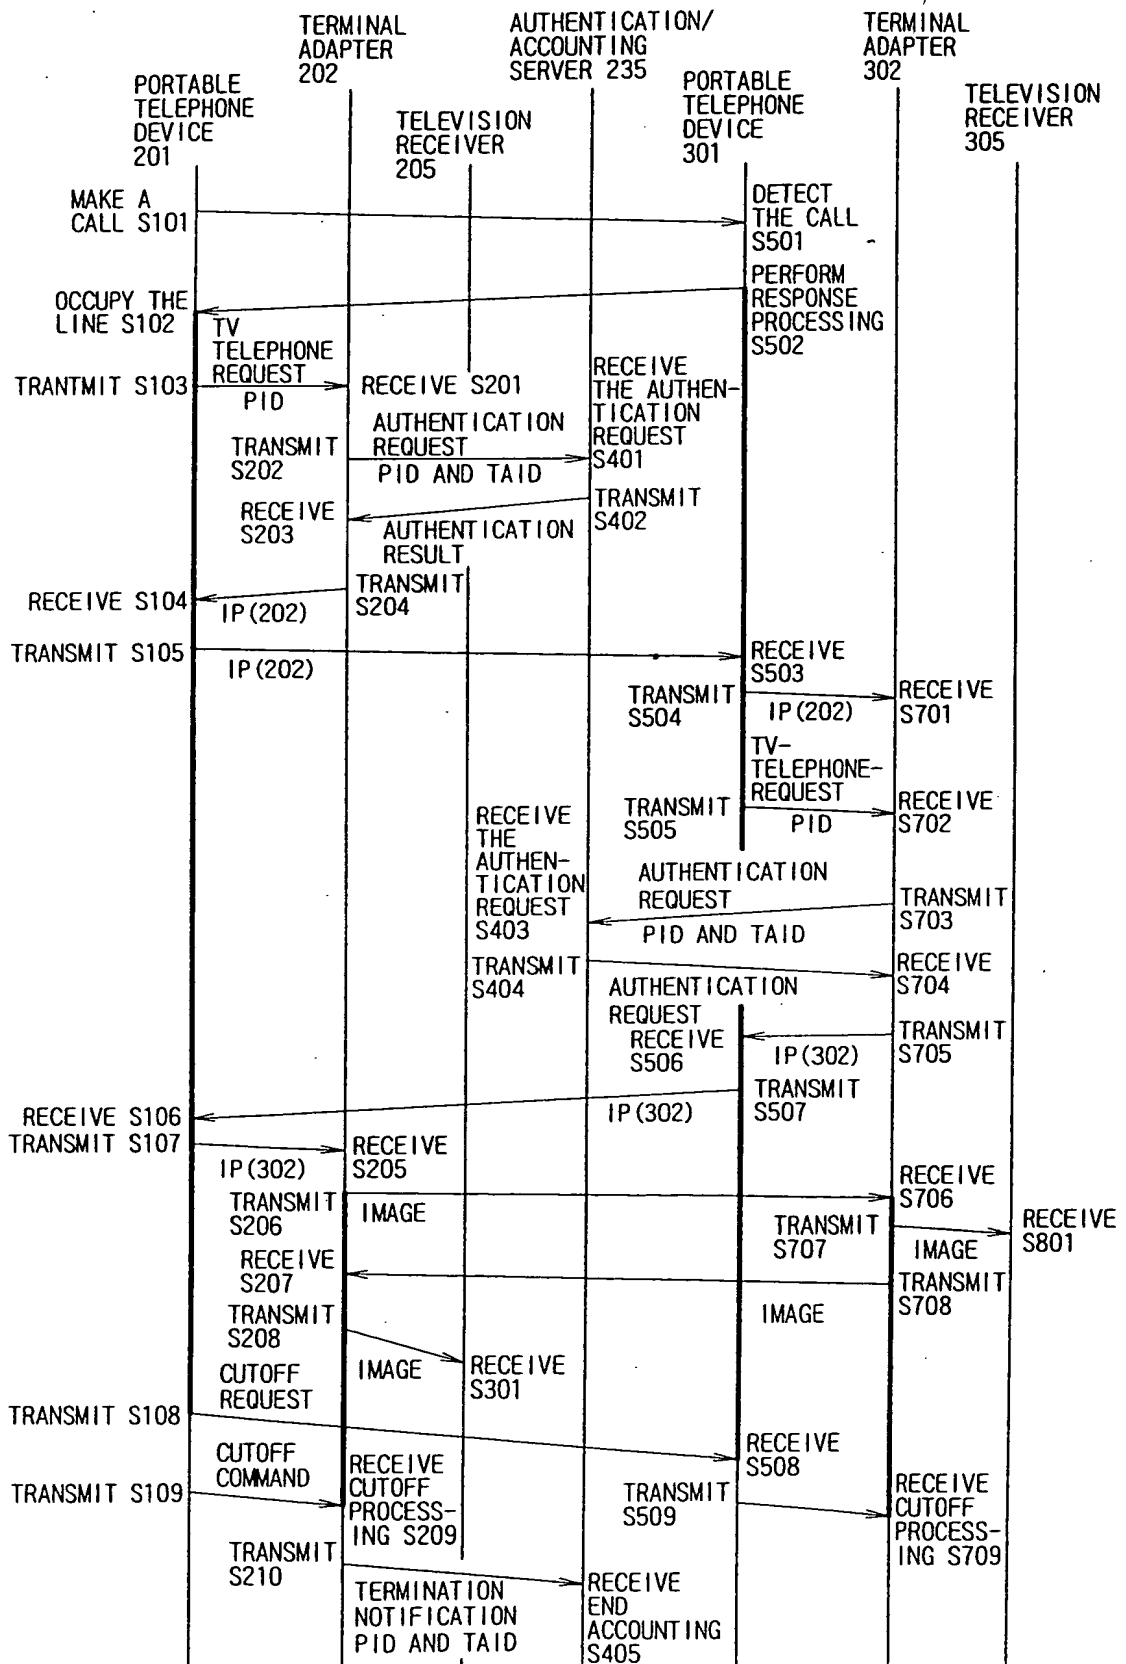 TERMINAL
ADAPTER
202
AUTHENTICATION/
ACCOUNTING
SERVER 235
TERMINAL
ADAPTER
302
PORTABLE
TELEPHONE
DEVICE
201
TELEVISION
RECEIVER
205
PORTABLE
TELEPHONE
DEVICE
301
TELEVISION
RECEIVER
305
MAKE A
CALL S101
DETECT
THE CALL
S501
PERFORM
RESPONSE
PROCESSING
S502
OCCUPY THE
LINE S102
TV
TELEPHONE
REQUEST
TRANTMIT S103
PID
RECEIVE S201
RECEIVE
THE AUTHEN-
TICATION
REQUEST
S401
AUTHENTICATION
REQUEST
TRANSMIT
S202
PID AND TAID
TRANSMIT
S402
RECEIVE
S203
AUTHENTICATION
RESULT
TRANSMIT
S204
RECEIVE S104
IP(202)
TRANSMIT S105
IP(202)
RECEIVE
S503
TRANSMIT
S504
IP(202)
RECEIVE
S701
TV-
TELEPHONE-
REQUEST
TRANSMIT
S505
PID
RECEIVE
S702
RECEIVE
THE
AUTHEN-
TICATION
REQUEST
S403
AUTHENTICATION
REQUEST
PID AND TAID
TRANSMIT
S703
TRANSMIT
S404
RECEIVE
S704
AUTHENTICATION
REQUEST
RECEIVE
S506
IP(302)
TRANSMIT
S705
TRANSMIT
S507
IP(302)
RECEIVE S106
TRANSMIT S107
IP(302)
RECEIVE
S205
TRANSMIT
S206
IMAGE
RECEIVE
S706
TRANSMIT
S707
IMAGE
RECEIVE
S801
RECEIVE
S207
TRANSMIT
S708
IMAGE
TRANSMIT
S208
IMAGE
RECEIVE
S301
CUTOFF
REQUEST
TRANSMIT S108
RECEIVE
S508
CUTOFF
COMMAND
TRANSMIT S109
RECEIVE
CUTOFF
PROCESS-
ING S209
TRANSMIT
S509
RECEIVE
CUTOFF
PROCESS-
ING S709
TRANSMIT
S210
TERMINATION
NOTIFICATION
PID AND TAID
RECEIVE
END
ACCOUNTING
S405